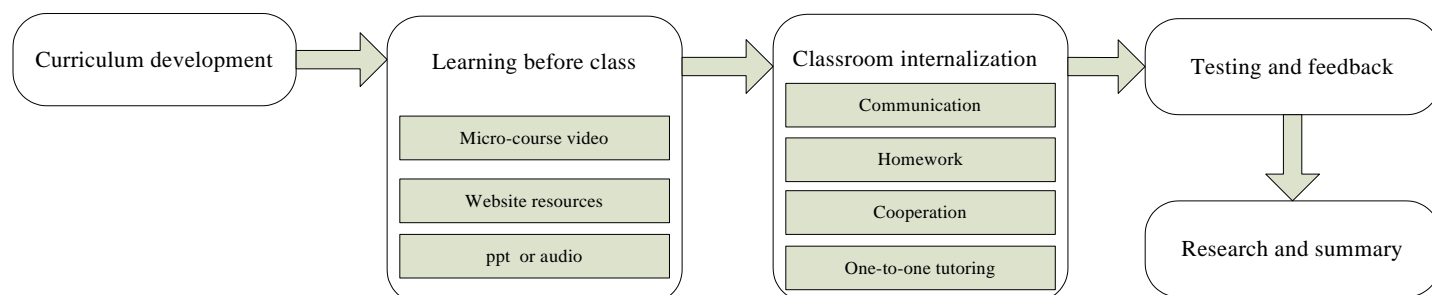 Curriculum development
Learning before class
Micro-course video
Website resources
ppt or audio
Classroom internalization
Communication
Homework
Cooperation
One-to-one tutoring
Testing and feedback
Research and summary